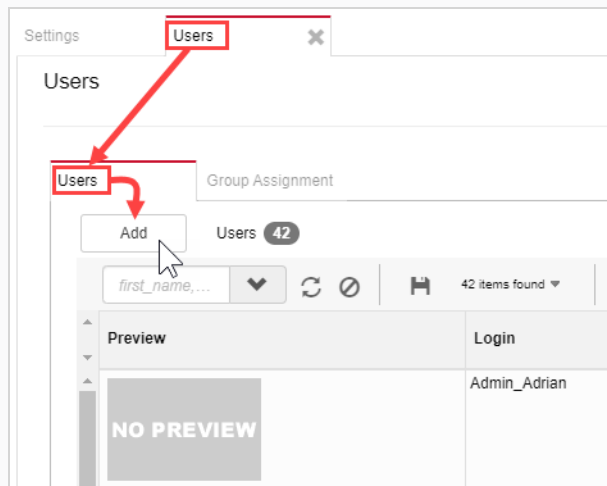 Settings
Users
Users
Users
Group Assignment
Add
Users 42
first_name,...
42 items found
Preview
Login
Admin_Adrian
NO PREVIEW